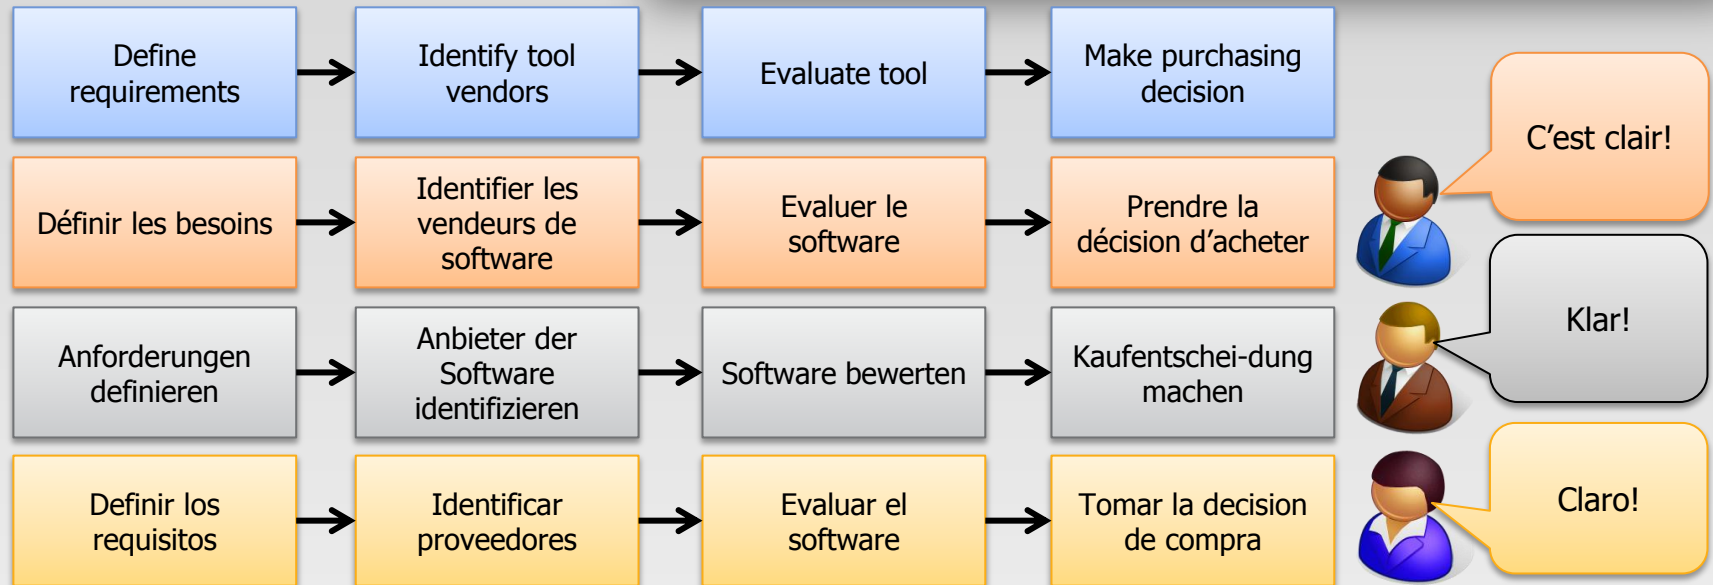 Define
requirements
Identify tool
vendors
Evaluate tool
Make purchasing
decision
C'est clair!
Définir les besoins
Identifier les
vendeurs de
software
Evaluer le
software
Prendre la
décision d'acheter
Klar!
Anforderungen
definieren
Anbieter der
Software
identifizieren
Software bewerten
Kaufentschei-dung
machen
Claro!
Definir los
requisitos
Identificar
proveedores
Evaluar el
software
Tomar la decision
de compra